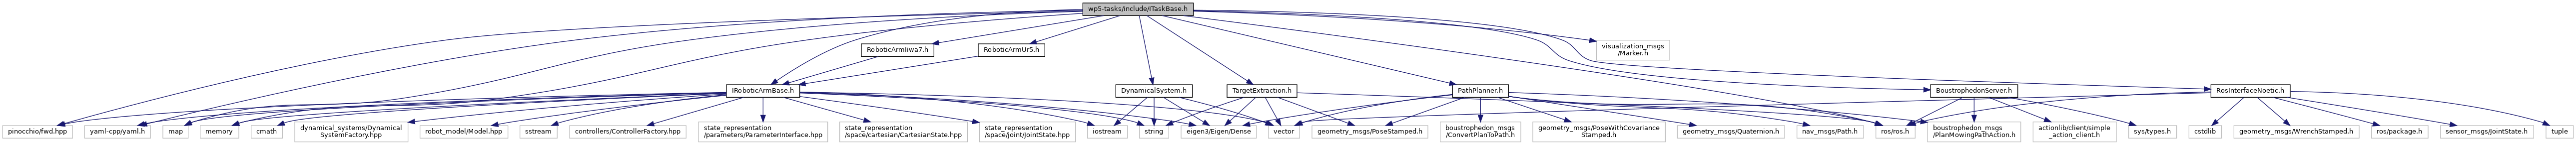 wp5-tasks/include/ITaskBase.h
RoboticArmIiwa7.h
RoboticArmUr5.h
visualization_msgs
/Marker.h
IRoboticArmBase.h
DynamicalSystem.h
TargetExtraction.h
PathPlanner.h
BoustrophedonServer.h
RosInterfaceNoetic.h
pinocchio/fwd.hpp
yaml-cpp/yaml.h
map
memory
cmath
dynamical_systems/Dynamical
SystemFactory.hpp
robot_model/Model.hpp
sstream
controllers/ControllerFactory.hpp
state_representation
/parameters/ParameterInterface.hpp
state_representation
/space/cartesian/CartesianState.hpp
state_representation
/space/joint/JointState.hpp
iostream
string
eigen3/Eigen/Dense
vector
geometry_msgs/PoseStamped.h
boustrophedon_msgs
/ConvertPlanToPath.h
geometry_msgs/PoseWithCovariance
Stamped.h
geometry_msgs/Quaternion.h
nav_msgs/Path.h
ros/ros.h
boustrophedon_msgs
/PlanMowingPathAction.h
actionlib/client/simple
_action_client.h
sys/types.h
cstdlib
geometry_msgs/WrenchStamped.h
ros/package.h
sensor_msgs/JointState.h
tuple